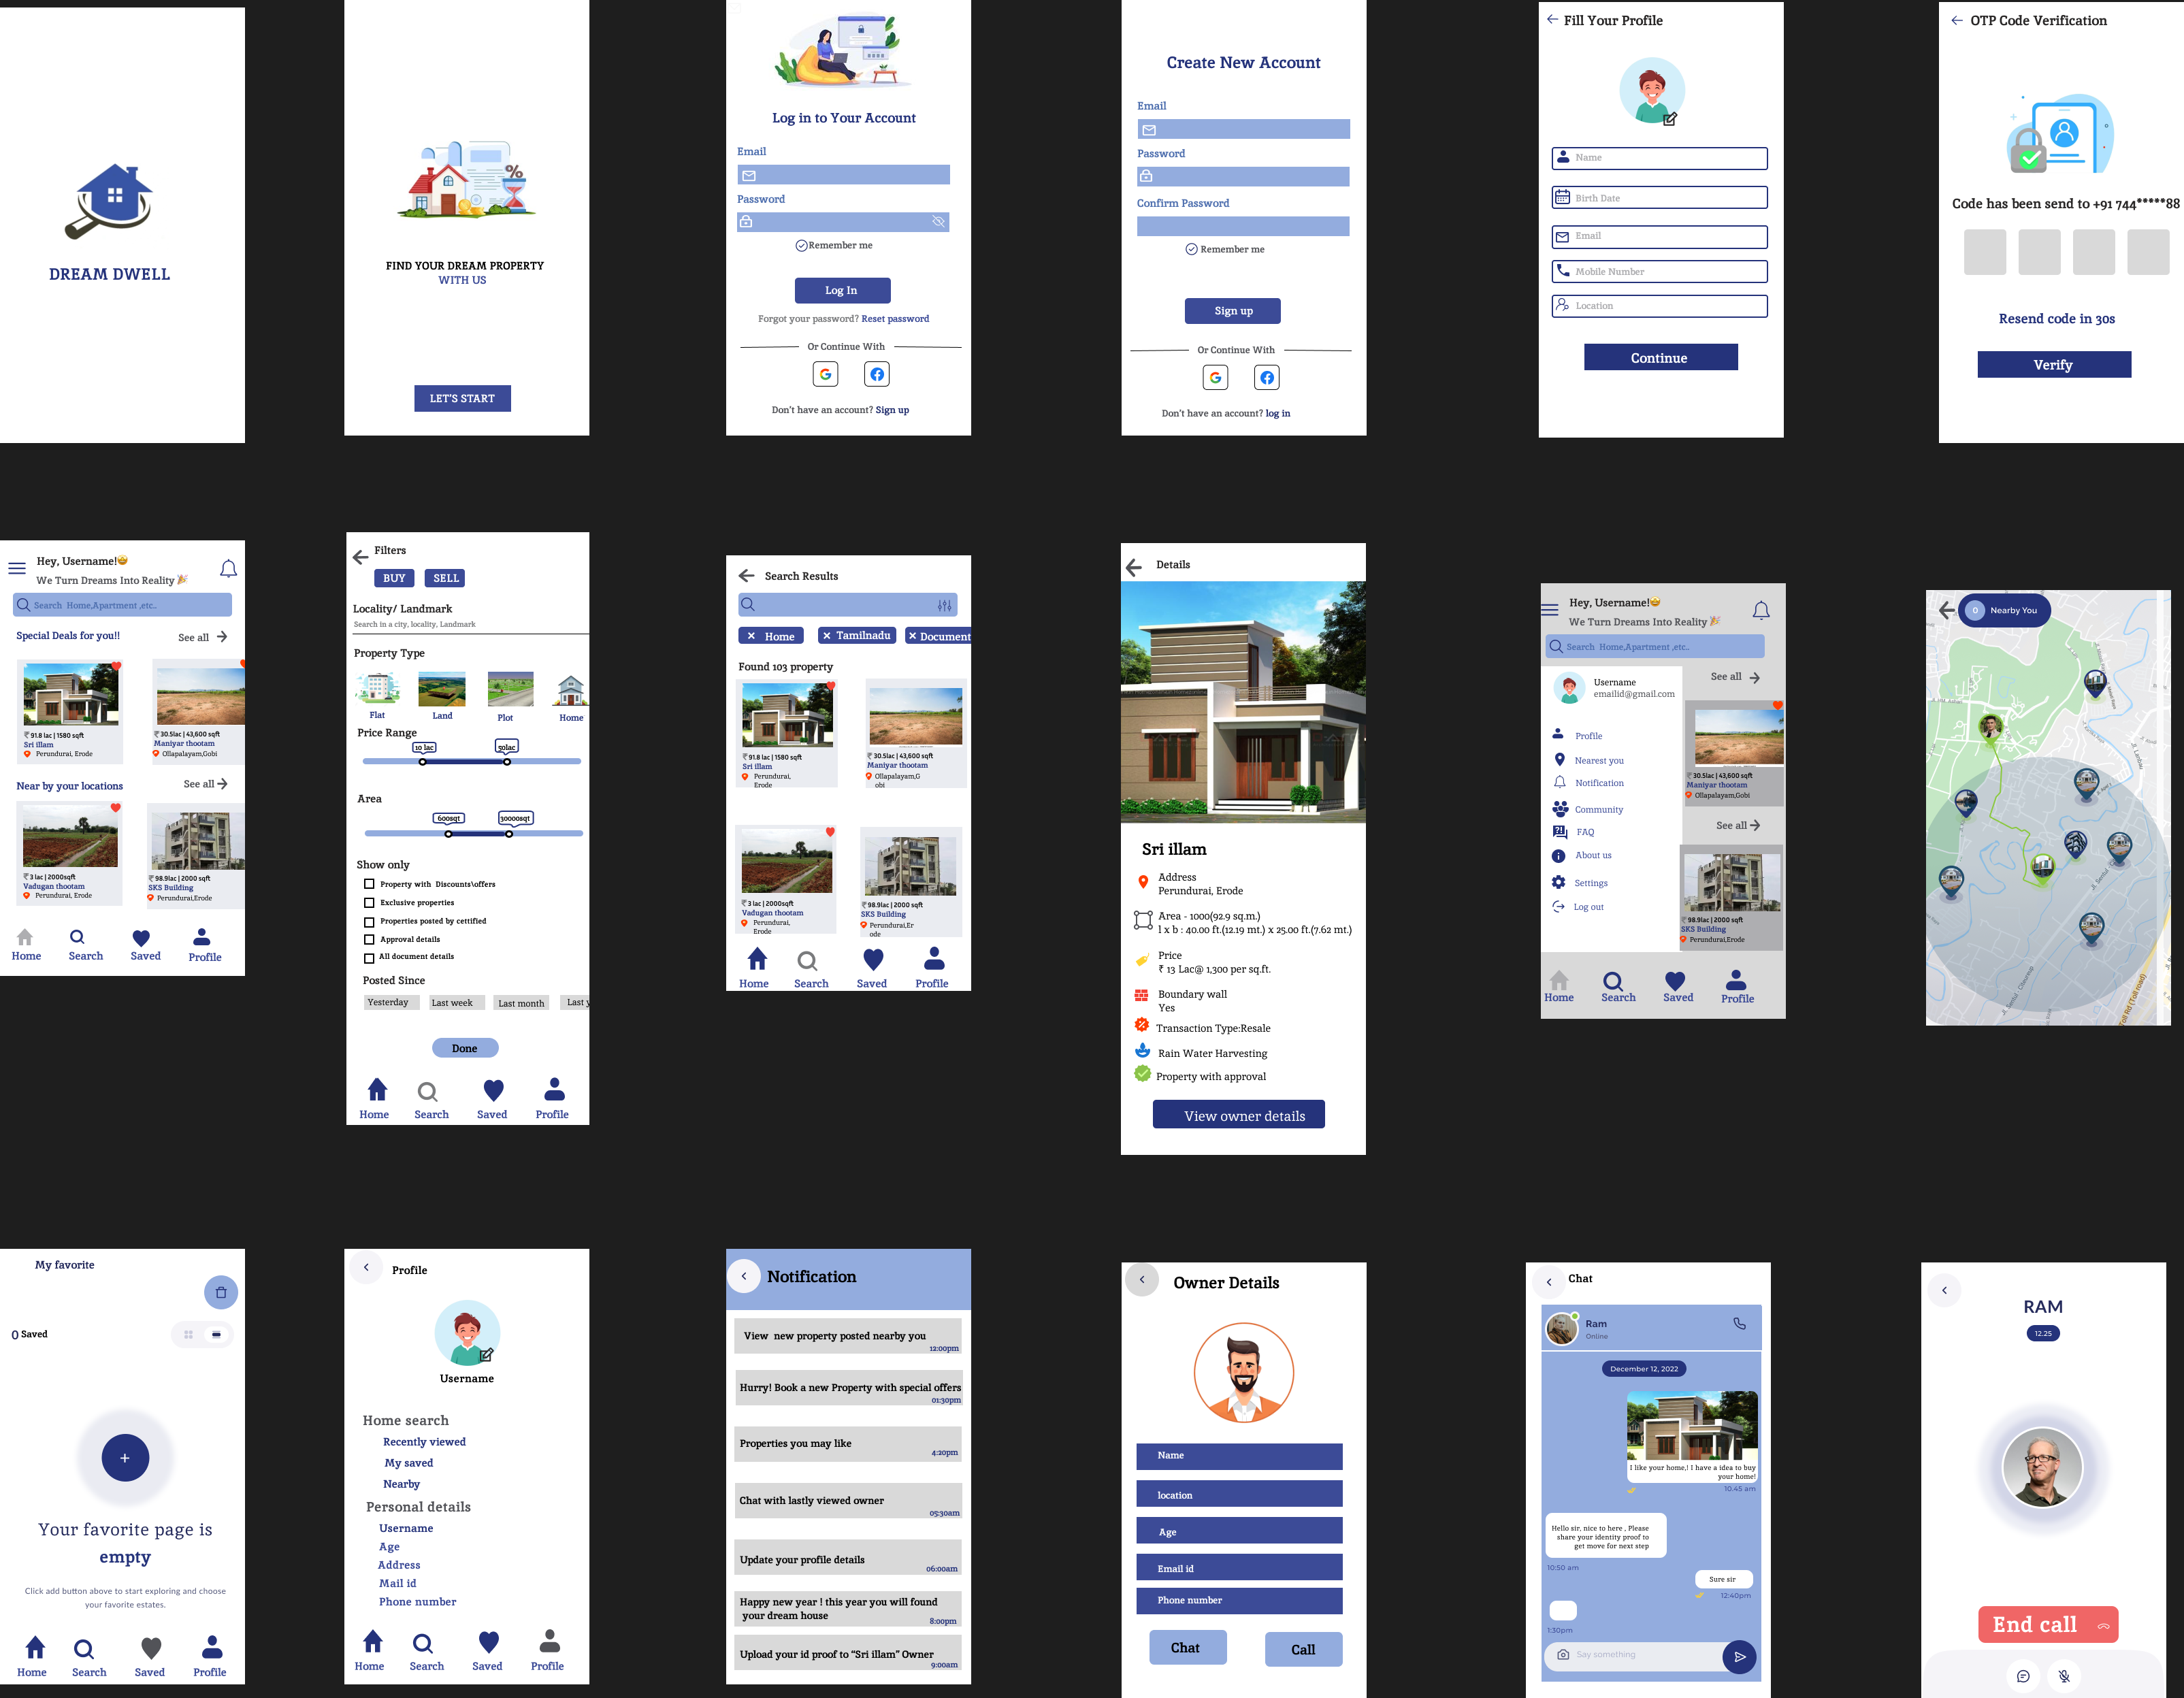 DREAM DWELL
FIND YOUR DREAM PROPERTY
WITH US
LET'S START
Log in to Your Account
Email
Password
Remember me
Log In
Forgot your password? Reset password
Or Continue With
Don't have an account? Sign up
Create New Account
Email
Password
Confirm Password
Remember me
Sign up
Or Continue With
Don't have an account? log in
Fill Your Profile
Name
Birth Date
Email
Mobile Number
Location
Continue
OTP Code Verification
Code has been send to +91 744*****88
Resend code in 30s
Verify
Hey, Username!🤩
We Turn Dreams Into Reality 🎉
Search Home,Apartment ,etc..
Special Deals for you!!
See all
₹ 91.8 lac | 1580 sqft
Sri illam
Perundurai, Erode
₹ 30.5lac | 43,600 sqft
Maniyar thootam
Ollapalayam,Gobi
Near by your locations
See all
₹ 3 lac | 2000sqft
Vadugan thootam
Perundurai, Erode
₹ 98.9lac | 2000 sqft
SKS Building
Perundurai,Erode
Home
Search
Saved
Profile
Filters
BUY
SELL
Locality/ Landmark
Search in a city, locality, Landmark
Property Type
Flat
Land
Plot
Home
Price Range
10 lac
50lac
Area
600sqt
30000sqt
Show only
Property with Discounts\offers
Exclusive properties
Properties posted by cettified
Approval details
All document details
Posted Since
Yesterday
Last week
Last month
Last y
Done
Home
Search
Saved
Profile
Search Results
× Home
× Tamilnadu
× Document
Found 103 property
₹ 91.8 lac | 1580 sqft
Sri illam
Perundurai,
Erode
₹ 30.5lac | 43,600 sqft
Maniyar thootam
Ollapalayam,G
obi
₹ 3 lac | 2000sqft
Vadugan thootam
Perundurai,
Erode
₹ 98.9lac | 2000 sqft
SKS Building
Perundurai,Er
ode
Home
Search
Saved
Profile
Details
Sri illam
Address
Perundurai, Erode
Area - 1000(92.9 sq.m.)
l x b : 40.00 ft.(12.19 mt.) x 25.00 ft.(7.62 mt.)
Price
₹ 13 Lac@ 1,300 per sq.ft.
Boundary wall
Yes
Transaction Type:Resale
Rain Water Harvesting
Property with approval
View owner details
Hey, Username!🤩
We Turn Dreams Into Reality 🎉
Search Home,Apartment ,etc..
Username
emailid@gmail.com
Profile
Nearest you
Notification
Community
FAQ
About us
Settings
Log out
See all
₹ 30.5lac | 43,600 sqft
Maniyar thootam
Ollapalayam,Gobi
See all
₹ 98.9lac | 2000 sqft
SKS Building
Perundurai,Erode
Home
Search
Saved
Profile
0 Nearby You
Toll Rd (Toll road)
My favorite
0 Saved
Your favorite page is
empty
Click add button above to start exploring and choose
your favorite estates.
Home
Search
Saved
Profile
Profile
Username
Home search
Recently viewed
My saved
Nearby
Personal details
Username
Age
Address
Mail id
Phone number
Home
Search
Saved
Profile
Notification
View new property posted nearby you
12:00pm
Hurry! Book a new Property with special offers
01:30pm
Properties you may like
4:20pm
Chat with lastly viewed owner
05:30am
Update your profile details
06:00am
Happy new year ! this year you will found
your dream house
8:00pm
Upload your id proof to "Sri illam" Owner
9:00am
Owner Details
Name
location
Age
Email id
Phone number
Chat
Call
Chat
Ram
Online
December 12, 2022
I like your home,! I have a idea to buy
your home!
10.45 am
Hello sir, nice to here , Please
share your identity proof to
get move for next step
10:50 am
Sure sir
12:40pm
1:30pm
Say something
RAM
12.25
End call